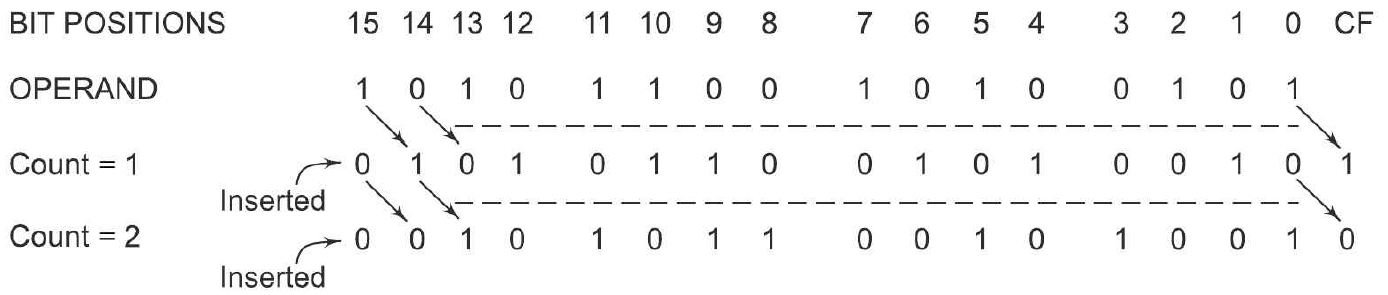 BIT POSITIONS 15 14 13 12 11 10 9 8 7 6 5 4 3 2 1 0 CF
OPERAND 1 0 1 0 1 1 0 0 1 0 1 0 0 1 0 1
Count = 1 0 1 0 1 0 1 1 0 0 1 0 1 0 0 1 0 1
Inserted
Count = 2 0 0 1 0 1 0 1 1 0 0 1 0 1 0 0 1 0
Inserted